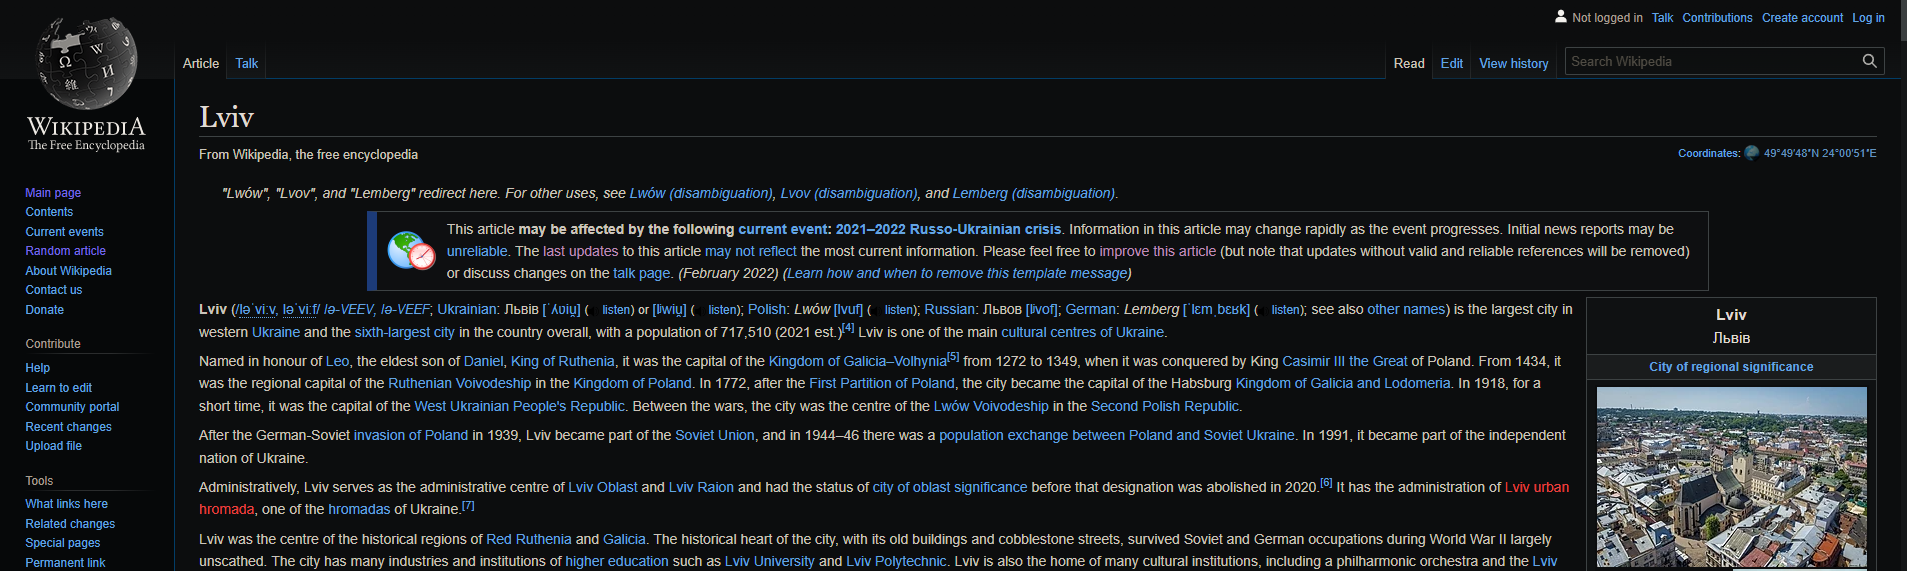 Not logged in Talk Contributions Create account Log in
Article Talk
Read Edit View history Search Wikipedia
WIKIPEDIA
The Free Encyclopedia
Main page
Contents
Current events
Random article
About Wikipedia
Contact us
Donate
Contribute
Help
Learn to edit
Community portal
Recent changes
Upload file
Tools
What links here
Related changes
Special pages
Permanent link
Lviv
From Wikipedia, the free encyclopedia
Coordinates: 49°49′48″N 24°00′51″E
"Lwów", "Lvov", and "Lemberg" redirect here. For other uses, see Lwów (disambiguation), Lvov (disambiguation), and Lemberg (disambiguation).
This article may be affected by the following current event: 2021–2022 Russo-Ukrainian crisis. Information in this article may change rapidly as the event progresses. Initial news reports may be
unreliable. The last updates to this article may not reflect the most current information. Please feel free to improve this article (but note that updates without valid and reliable references will be removed)
or discuss changes on the talk page. (February 2022) (Learn how and when to remove this template message)
Lviv (/ləˈviːv, ləˈviːf/ lə-VEEV, lə-VEEF; Ukrainian: Львів [ˈʎʋiu̯] ( listen) or [lʲwiu̯] ( listen); Polish: Lwów [lvuf] ( listen); Russian: Львов [lʲvof]; German: Lemberg [ˈlɛmˌbɛʁk] ( listen); see also other names) is the largest city in
western Ukraine and the sixth-largest city in the country overall, with a population of 717,510 (2021 est.)[4] Lviv is one of the main cultural centres of Ukraine.
Named in honour of Leo, the eldest son of Daniel, King of Ruthenia, it was the capital of the Kingdom of Galicia–Volhynia[5] from 1272 to 1349, when it was conquered by King Casimir III the Great of Poland. From 1434, it
was the regional capital of the Ruthenian Voivodeship in the Kingdom of Poland. In 1772, after the First Partition of Poland, the city became the capital of the Habsburg Kingdom of Galicia and Lodomeria. In 1918, for a
short time, it was the capital of the West Ukrainian People's Republic. Between the wars, the city was the centre of the Lwów Voivodeship in the Second Polish Republic.
After the German-Soviet invasion of Poland in 1939, Lviv became part of the Soviet Union, and in 1944–46 there was a population exchange between Poland and Soviet Ukraine. In 1991, it became part of the independent
nation of Ukraine.
Administratively, Lviv serves as the administrative centre of Lviv Oblast and Lviv Raion and had the status of city of oblast significance before that designation was abolished in 2020.[6] It has the administration of Lviv urban
hromada, one of the hromadas of Ukraine.[7]
Lviv was the centre of the historical regions of Red Ruthenia and Galicia. The historical heart of the city, with its old buildings and cobblestone streets, survived Soviet and German occupations during World War II largely
unscathed. The city has many industries and institutions of higher education such as Lviv University and Lviv Polytechnic. Lviv is also the home of many cultural institutions, including a philharmonic orchestra and the Lviv
Lviv
Львів
City of regional significance